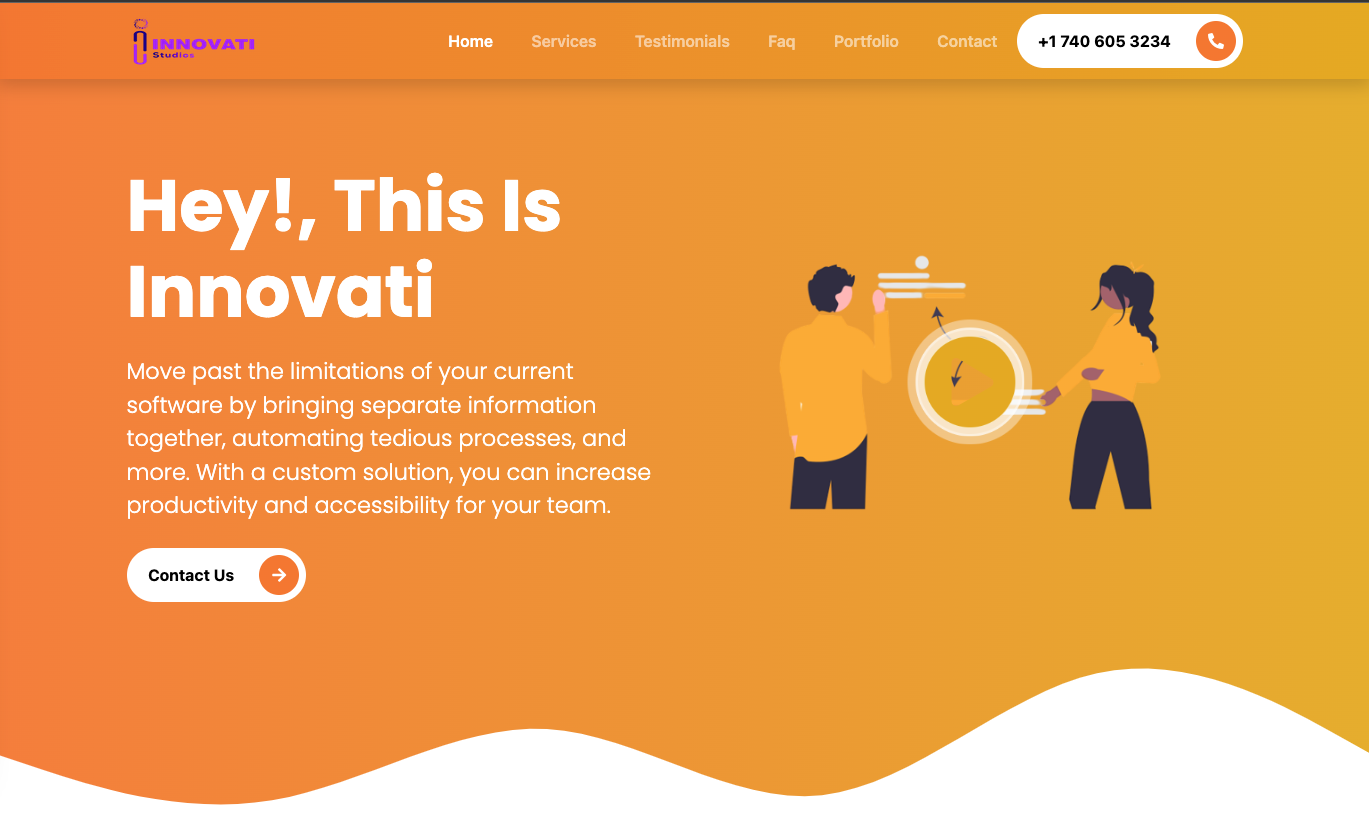 INNOVATI
Studios
Home
Services
Testimonials
Faq
Portfolio
Contact
+1 740 605 3234
Hey!, This Is
Innovati
Move past the limitations of your current
software by bringing separate information
together, automating tedious processes, and
more. With a custom solution, you can increase
productivity and accessibility for your team.
Contact Us